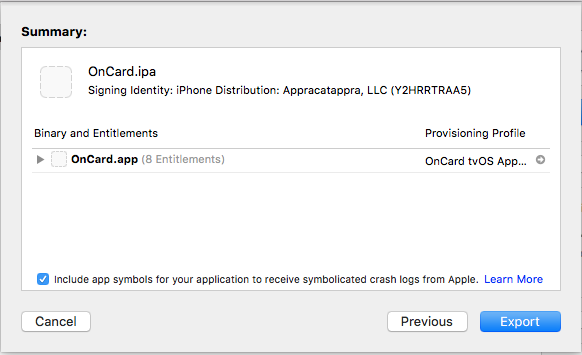 Summary:
OnCard.ipa
Signing Identity: iPhone Distribution: Appracatappra, LLC (Y2HRRTRAA5)
Binary and Entitlements Provisioning Profile
OnCard.app (8 Entitlements) OnCard tvOS App...
Include app symbols for your application to receive symbolicated crash logs from Apple. Learn More
Cancel Previous Export